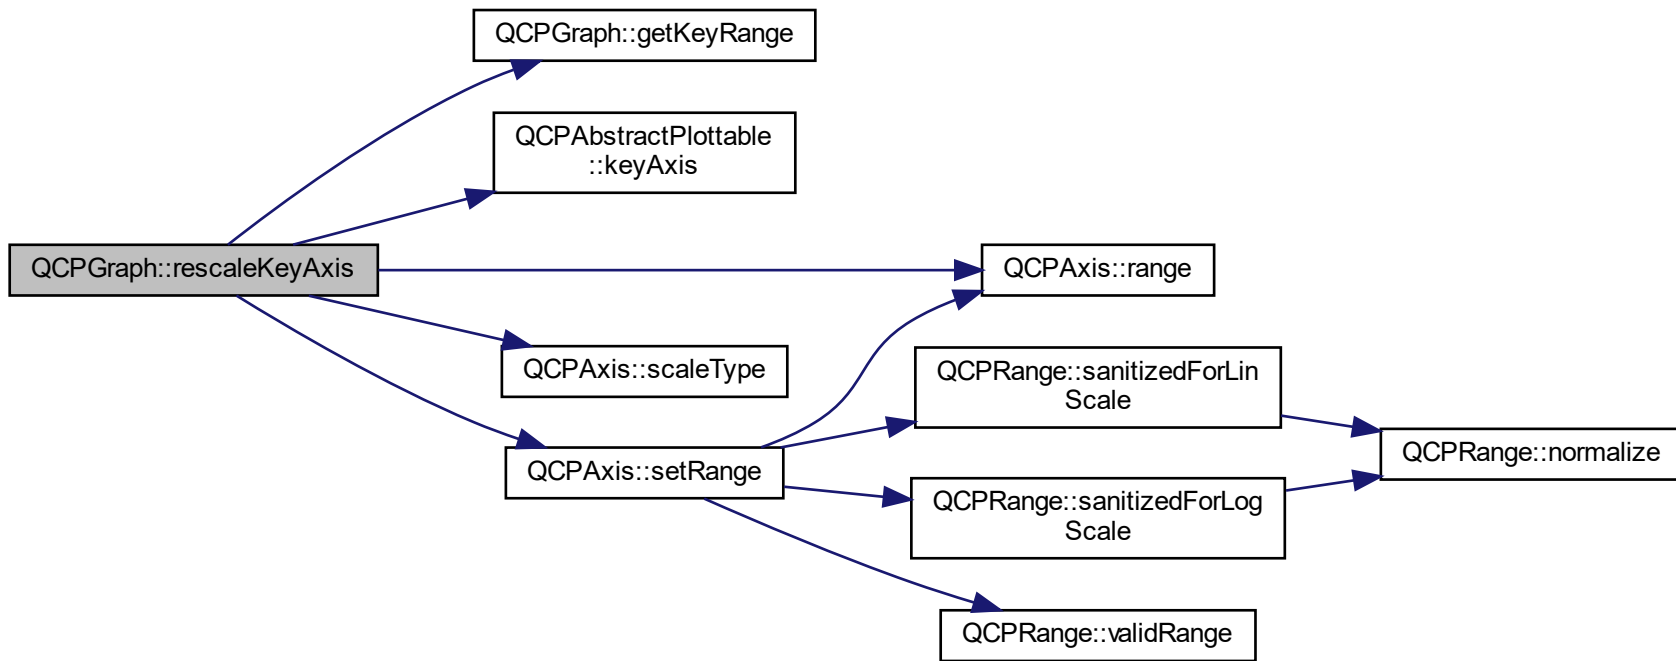 QCPGraph::getKeyRange
QCPAbstractPlottable
::keyAxis
QCPGraph::rescaleKeyAxis
QCPAxis::range
QCPAxis::scaleType
QCPRange::sanitizedForLin
Scale
QCPRange::normalize
QCPAxis::setRange
QCPRange::sanitizedForLog
Scale
QCPRange::validRange